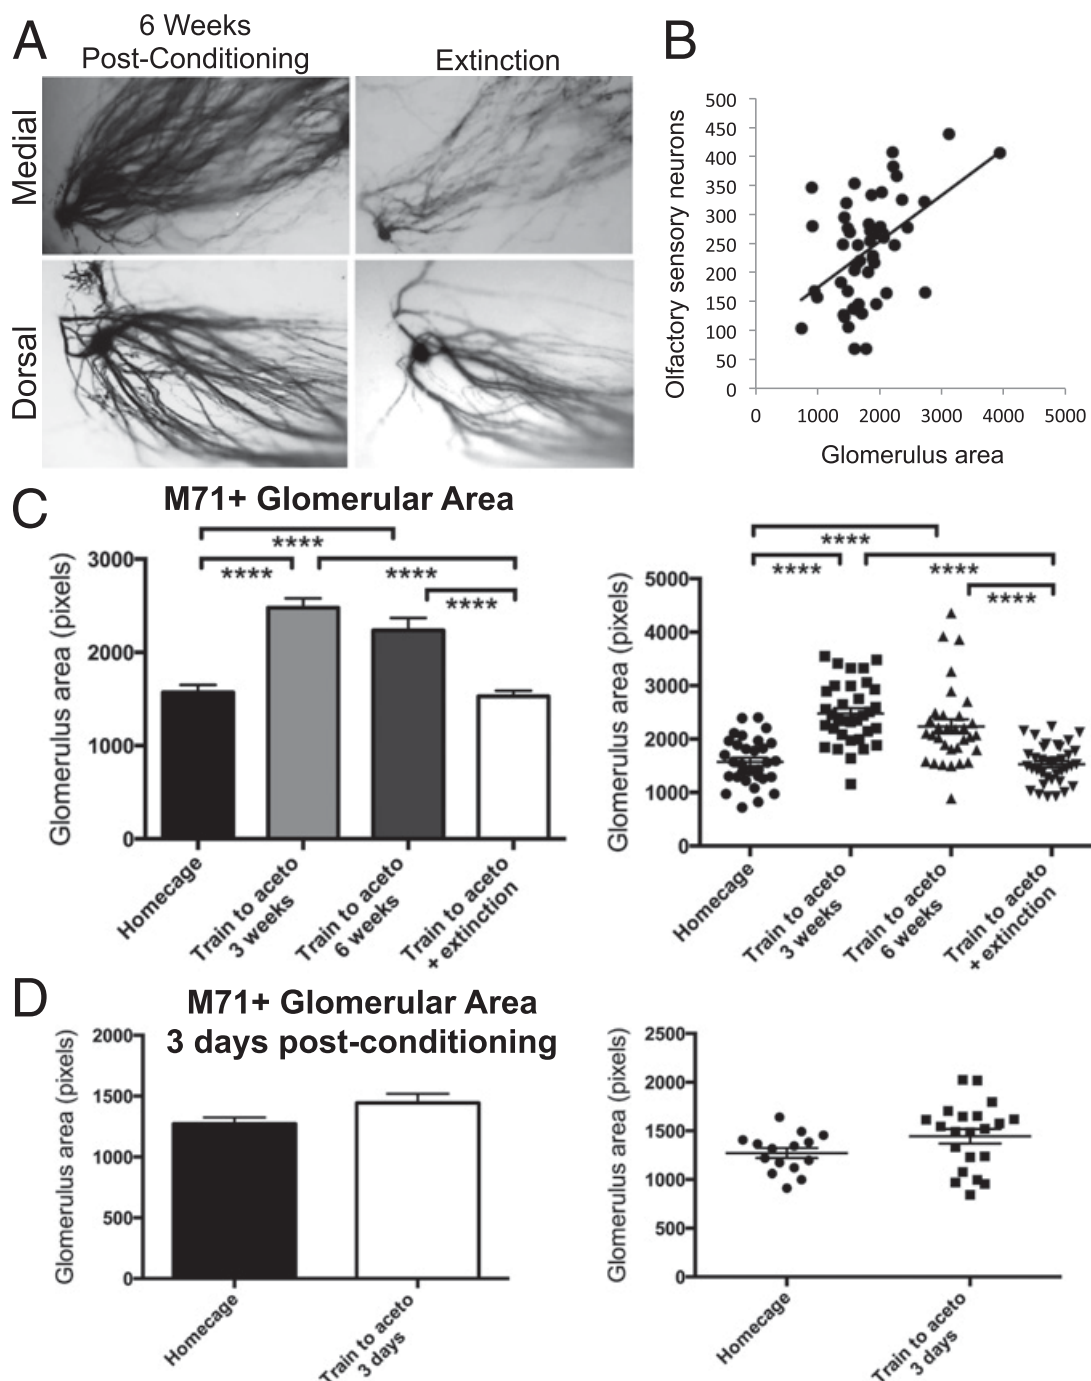 A
6 Weeks
Post-Conditioning
Extinction
Medial
Dorsal
B
Olfactory sensory neurons
500
450
400
350
300
250
200
150
100
50
0
0 1000 2000 3000 4000 5000
Glomerulus area
C
M71+ Glomerular Area
Glomerulus area (pixels)
3000
2000
1000
0
****
****
****
****
Homecage
Train to aceto
3 weeks
Train to aceto
6 weeks
Train to aceto
+ extinction
Glomerulus area (pixels)
5000
4000
3000
2000
1000
0
****
****
****
****
Homecage
Train to aceto
3 weeks
Train to aceto
6 weeks
Train to aceto
+ extinction
D
M71+ Glomerular Area
3 days post-conditioning
Glomerulus area (pixels)
2000
1500
1000
500
0
Homecage
Train to aceto
3 days
Glomerulus area (pixels)
2500
2000
1500
1000
500
0
Homecage
Train to aceto
3 days